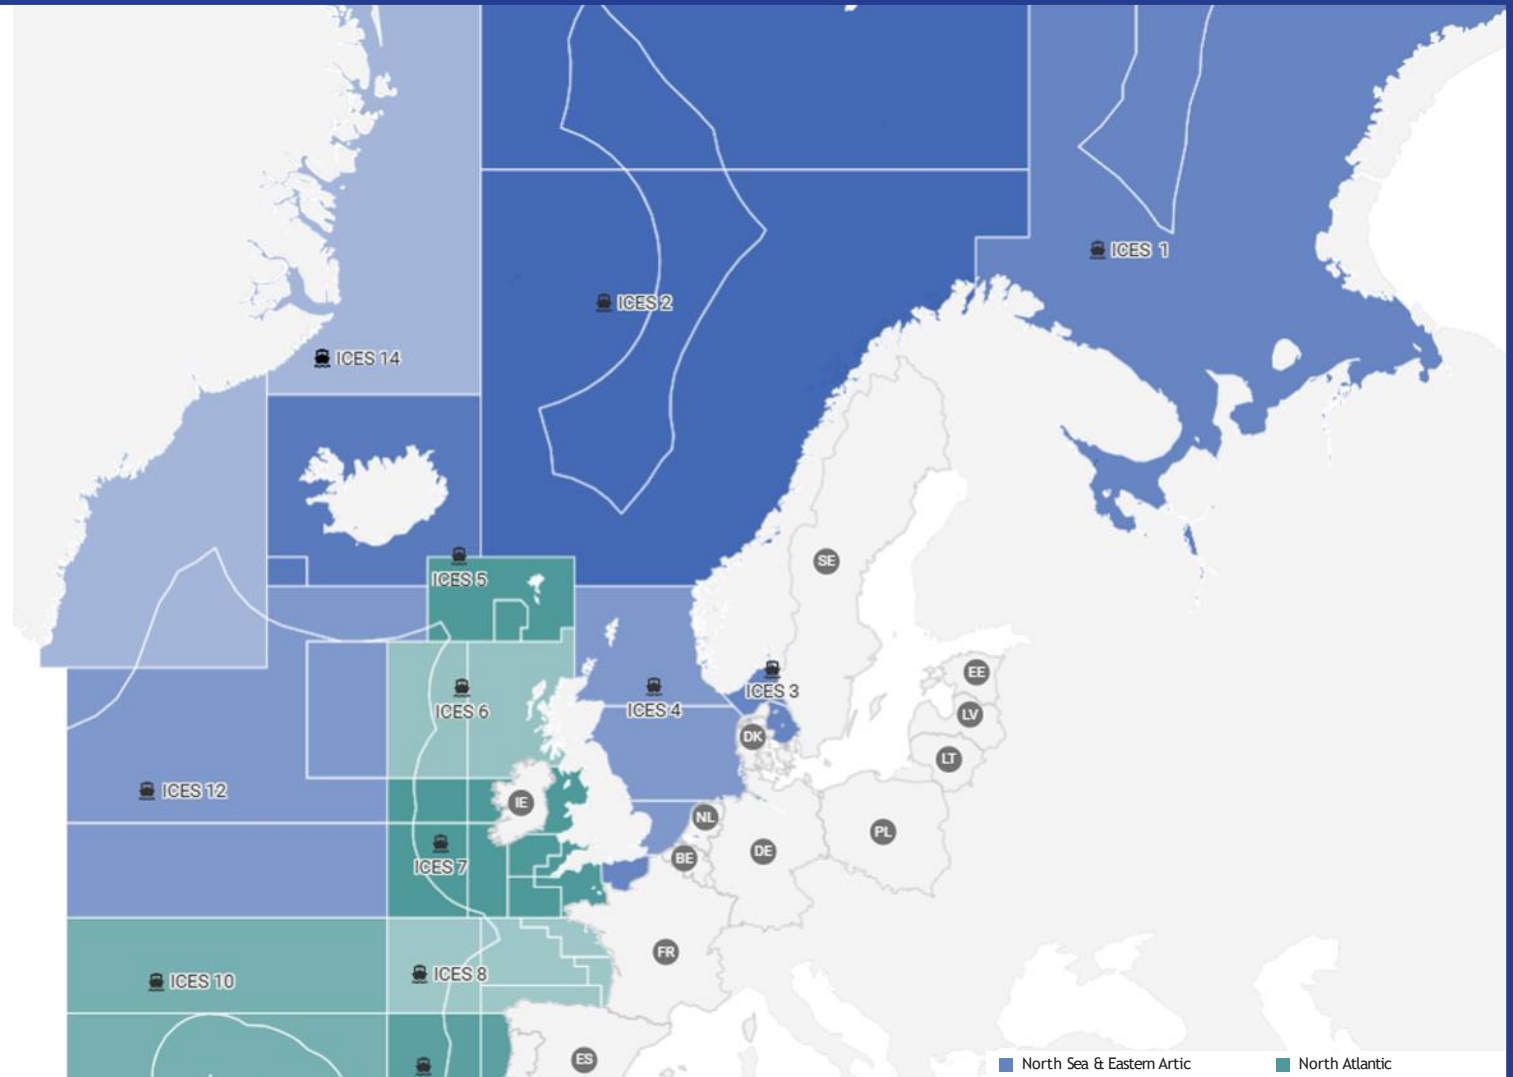 ICES 1
ICES 2
ICES 14
SE
ICES 5
EE
ICES 3
ICES 6
ICES 4
LV
DK
LT
ICES 12
IE
NL
PL
DE
BE
ICES 7
FR
ICES 8
ICES 10
ES
North Sea & Eastern Artic
North Atlantic